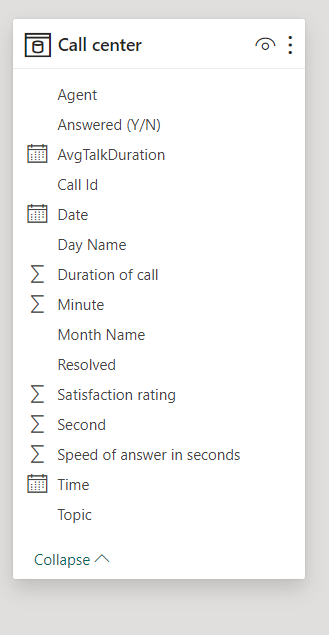 Call center
Agent
Answered (Y/N)
AvgTalkDuration
Call Id
Date
Day Name
Duration of call
Minute
Month Name
Resolved
Satisfaction rating
Second
Speed of answer in seconds
Time
Topic
Collapse